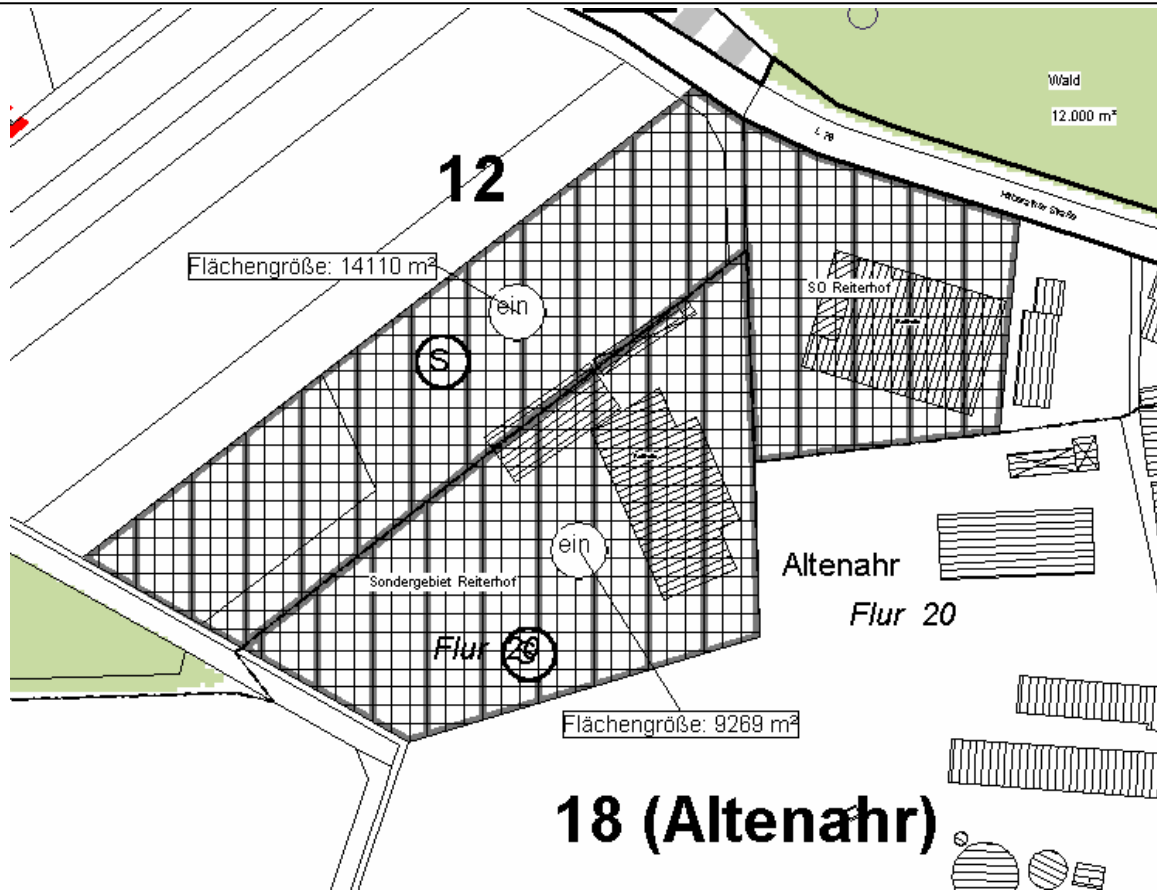 Wald
12.000 m²
12
Flächengröße: 14110 m²
ein
SO Reiterhof
S
ein
Altenahr
Sondergebiet Reiterhof
Flur 20
Flur
Flächengröße: 9269 m²
18 (Altenahr)